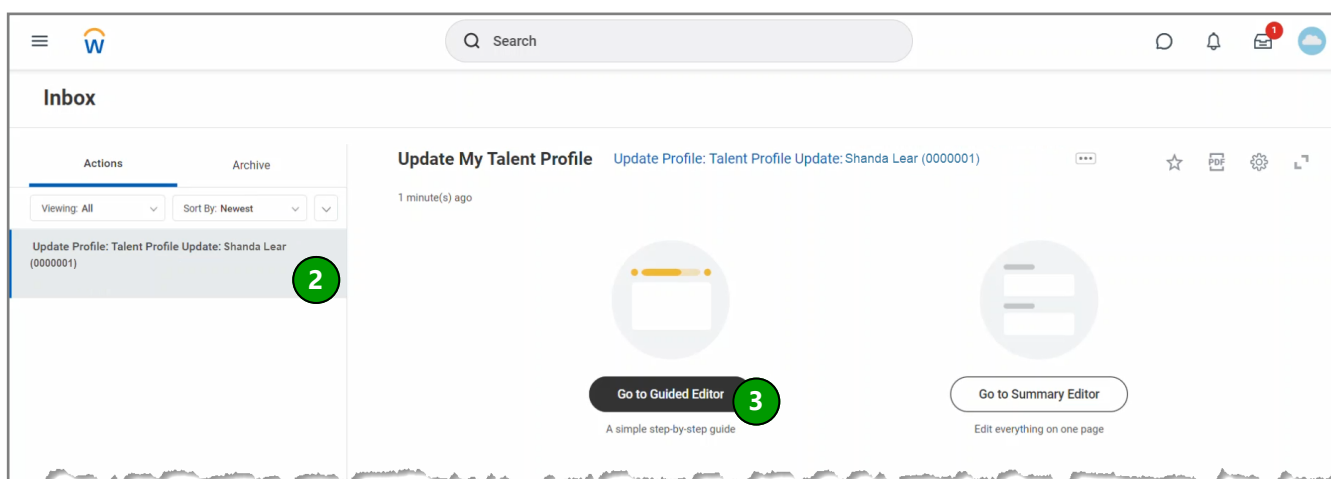 W
Search
1
Inbox
Actions
Archive
Viewing: All
Sort By: Newest
Update Profile: Talent Profile Update: Shanda Lear
(0000001)
2
Update My Talent Profile
Update Profile: Talent Profile Update: Shanda Lear (0000001)
PDF
1 minute(s) ago
Go to Guided Editor
3
A simple step-by-step guide
Go to Summary Editor
Edit everything on one page